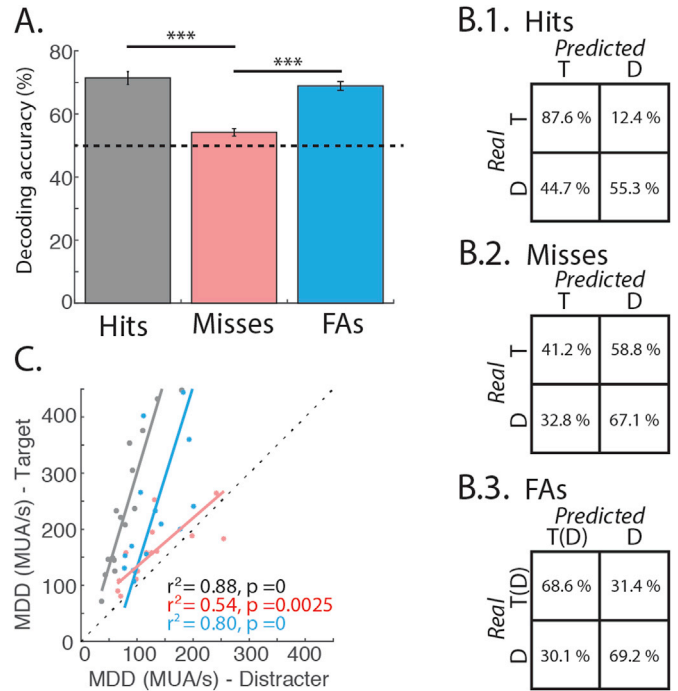 A.
***
***
Decoding accuracy (%)
80
60
40
20
0
Hits Misses FAs
B.1. Hits
Predicted
T D
Real
T 87.6 % 12.4 %
D 44.7 % 55.3 %
B.2. Misses
Predicted
T D
Real
T 41.2 % 58.8 %
D 32.8 % 67.1 %
B.3. FAs
Predicted
T(D) D
Real
T(D) 68.6 % 31.4 %
D 30.1 % 69.2 %
C.
MDD (MUA/s) - Target
400
300
200
100
0
r² = 0.88, p =0
r² = 0.54, p =0.0025
r² = 0.80, p =0
0 100 200 300 400
MDD (MUA/s) - Distracter